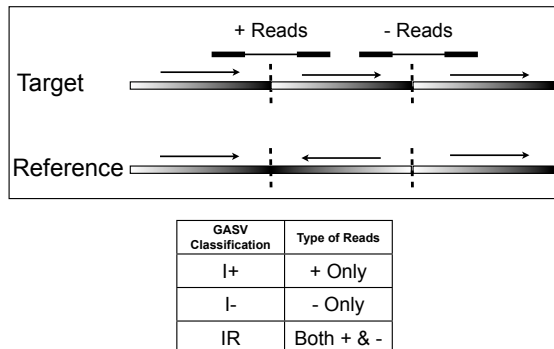 + Reads - Reads
Target
Reference
GASV Classification Type of Reads
I+ + Only
I- - Only
IR Both + & -